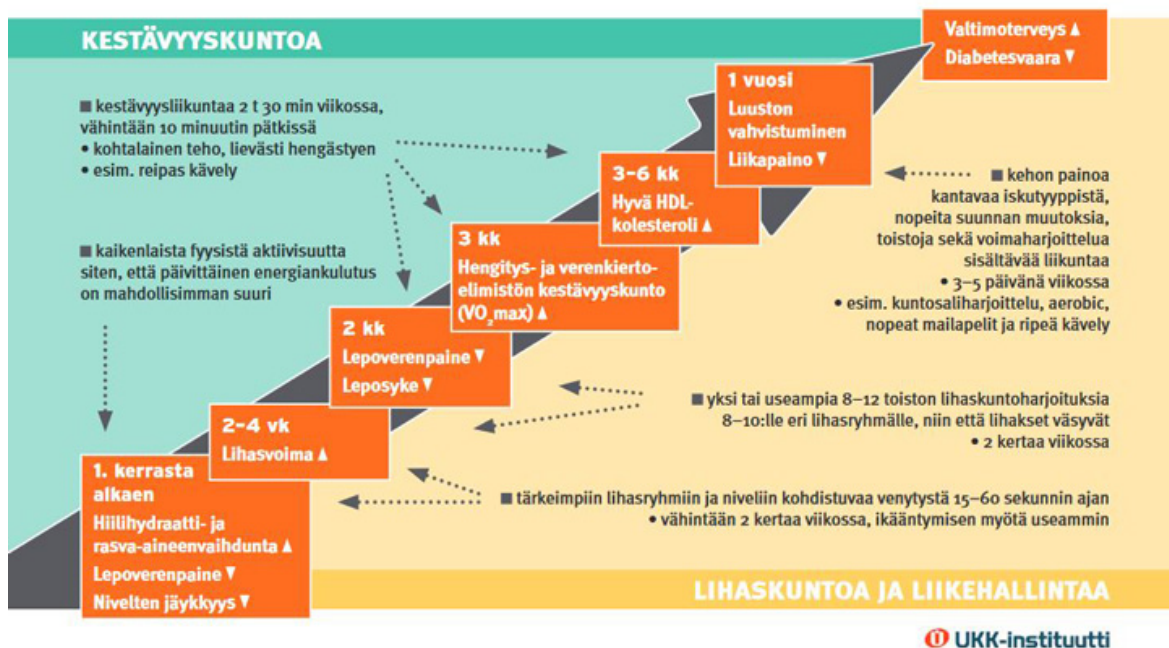 KESTÄVYYSKUNTOA
■ kestävyysliikuntaa 2 t 30 min viikossa,
vähintään 10 minuutin pätkissä
• kohtalainen teho, lievästi hengästyen
• esim. reipas kävely
■ kaikenlaista fyysistä aktiivisuutta
siten, että päivittäinen energiankulutus
on mahdollisimman suuri
1. kerrasta
alkaen
Hiilihydraatti- ja
rasva-aineenvaihdunta ▲
Lepoverenpaine ▼
Nivelten jäykkyys ▼
2–4 vk
Lihasvoima ▲
2 kk
Lepoverenpaine ▼
Leposyke ▼
3 kk
Hengitys- ja verenkierto-
elimistön kestävyyskunto
(VO₂max) ▲
3–6 kk
Hyvä HDL-
kolesteroli ▲
1 vuosi
Luuston
vahvistuminen
Liikapaino ▼
Valtimoterveys ▲
Diabetesvaara ▼
■ kehon painoa
kantavaa iskutyyppistä,
nopeita suunnan muutoksia,
toistoja sekä voimaharjoittelua
sisältävää liikuntaa
• 3–5 päivänä viikossa
• esim. kuntosaliharjoittelu, aerobic,
nopeat mailapelit ja ripeä kävely
■ yksi tai useampia 8–12 toiston lihaskuntoharjoituksia
8–10:lle eri lihasryhmälle, niin että lihakset väsyvät
• 2 kertaa viikossa
■ tärkeimpiin lihasryhmiin ja niveliin kohdistuvaa venytystä 15–60 sekunnin ajan
• vähintään 2 kertaa viikossa, ikääntymisen myötä useammin
LIHASKUNTOA JA LIIKEHALLINTAA
UKK-instituutti